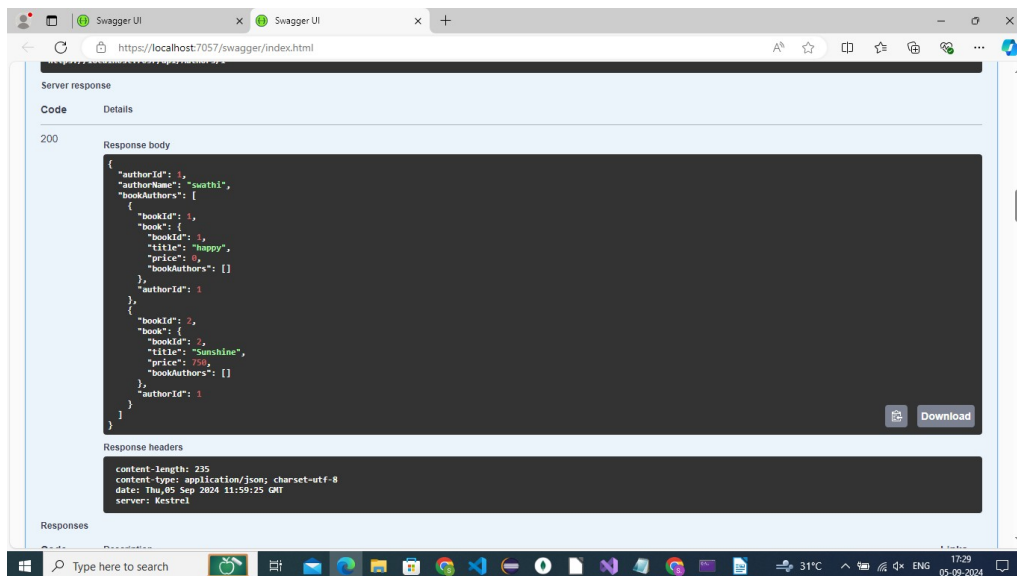 Swagger UI
Swagger UI
https://localhost:7057/swagger/index.html
Server response
Code Details
200
Response body
{
"authorId": 1,
"authorName": "swathi",
"bookAuthors": [
{
"bookId": 1,
"book": {
"bookId": 1,
"title": "happy",
"price": 0,
"bookAuthors": []
},
"authorId": 1
},
{
"bookId": 2,
"book": {
"bookId": 2,
"title": "Sunshine",
"price": 750,
"bookAuthors": []
},
"authorId": 1
}
]
}
Download
Response headers
content-length: 235
content-type: application/json; charset=utf-8
date: Thu,05 Sep 2024 11:59:25 GMT
server: Kestrel
Responses
Type here to search
31°C
ENG
17:29
05-09-2024